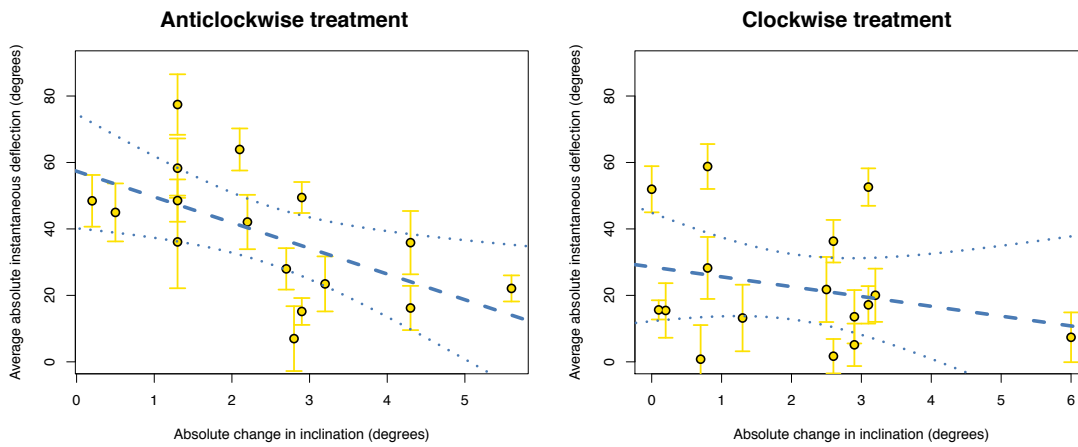 Anticlockwise treatment
Average absolute instantaneous deflection (degrees)
80
60
40
20
0
0 1 2 3 4 5
Absolute change in inclination (degrees)
Clockwise treatment
Average absolute instantaneous deflection (degrees)
80
60
40
20
0
0 1 2 3 4 5 6
Absolute change in inclination (degrees)